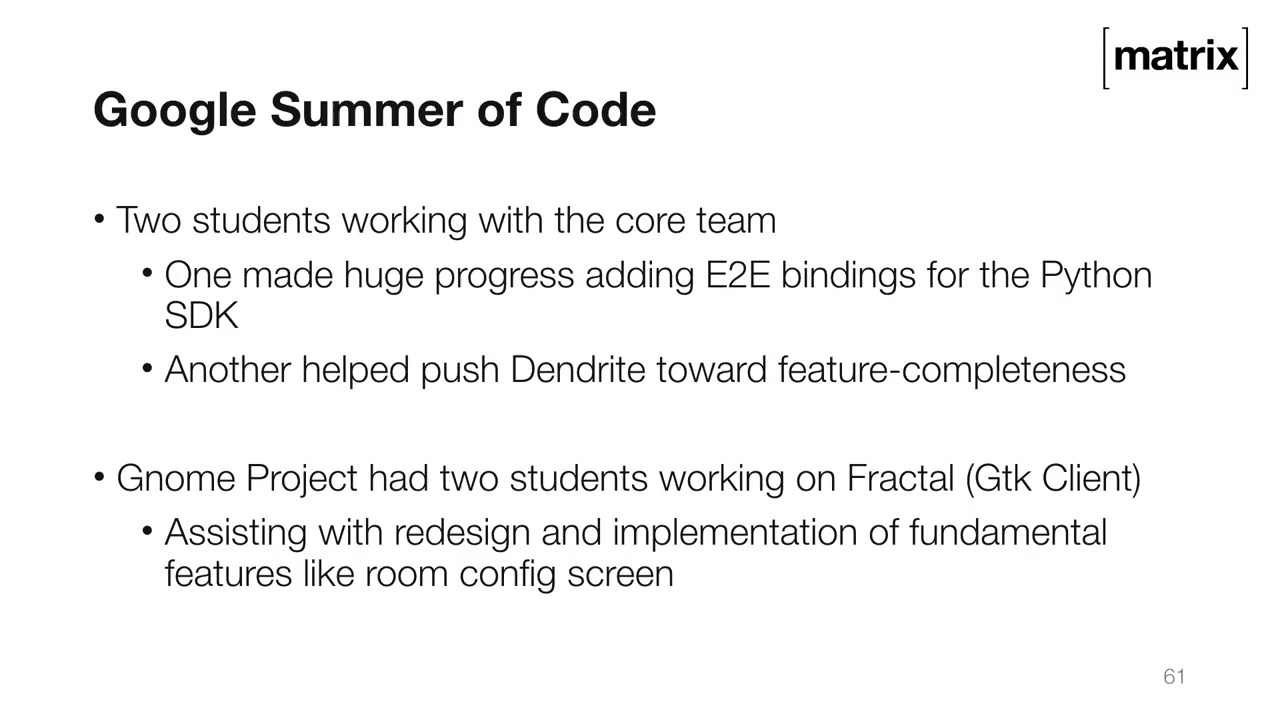 [matrix]
Google Summer of Code
• Two students working with the core team
• One made huge progress adding E2E bindings for the Python
SDK
• Another helped push Dendrite toward feature-completeness
• Gnome Project had two students working on Fractal (Gtk Client)
• Assisting with redesign and implementation of fundamental
features like room config screen
61